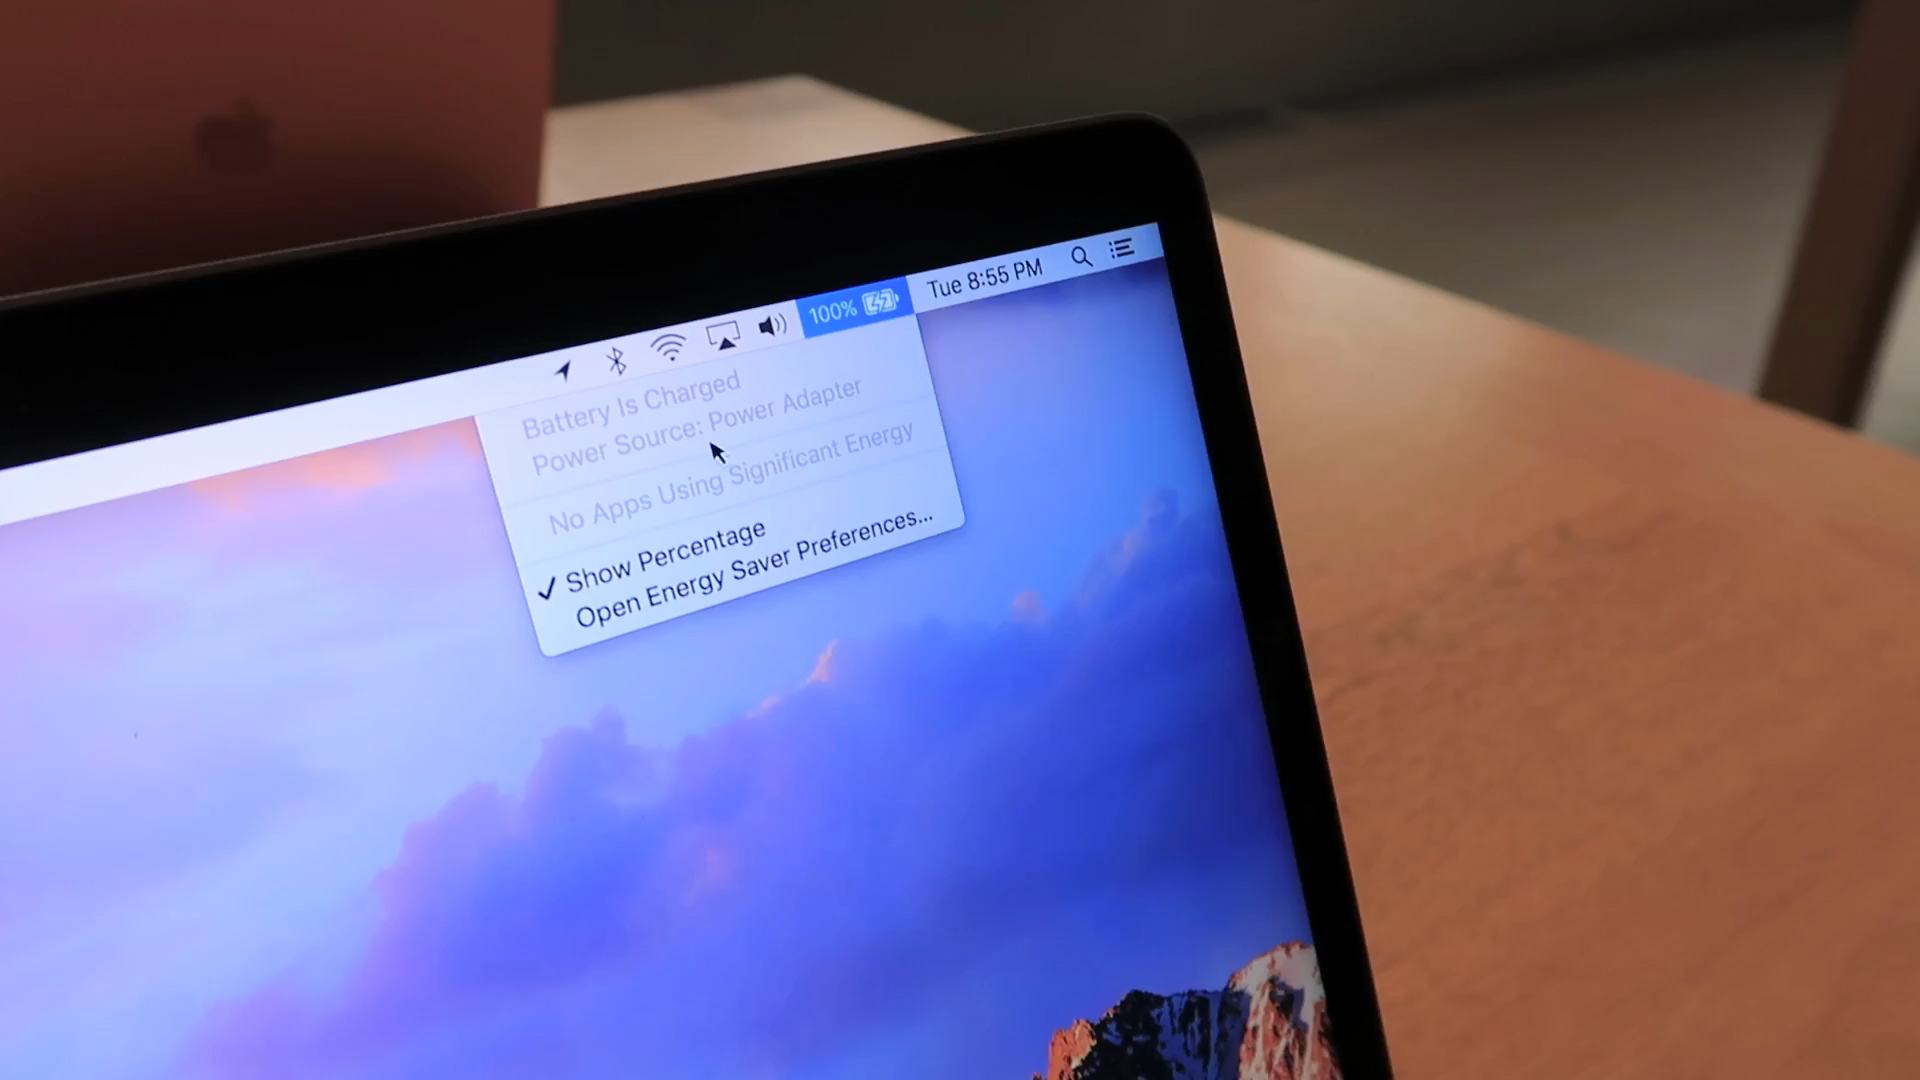 100% Tue 8:55 PM
Battery Is Charged
Power Source: Power Adapter
No Apps Using Significant Energy
✓ Show Percentage
Open Energy Saver Preferences...